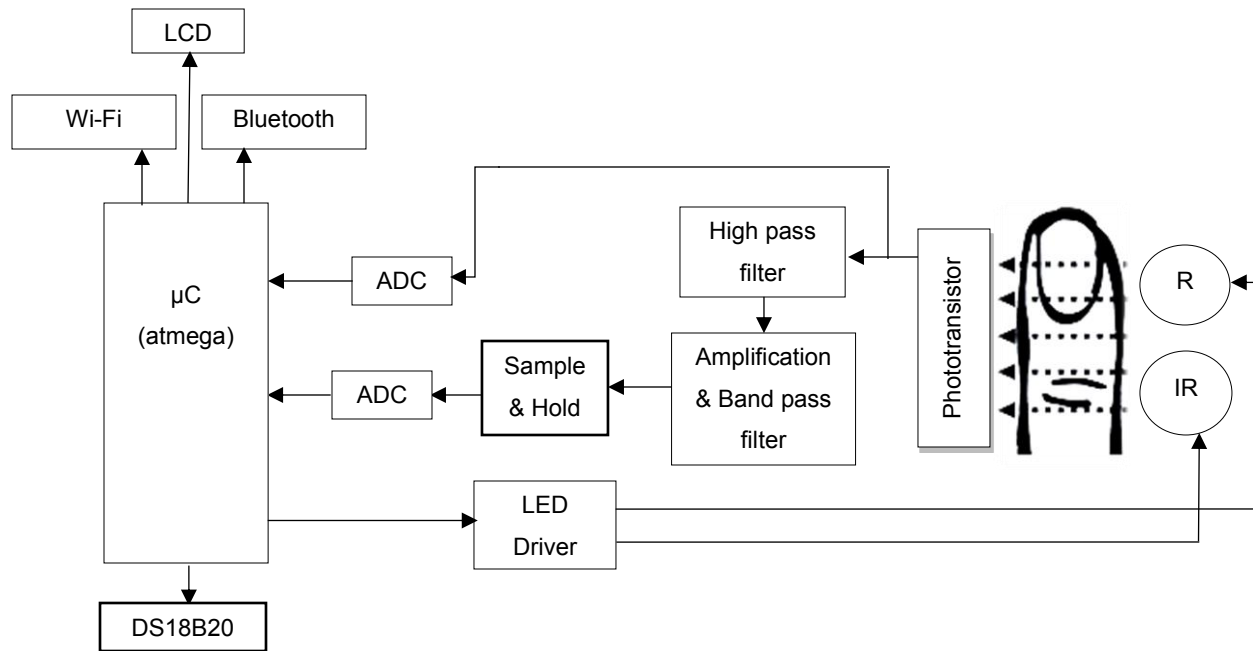 LCD
Wi-Fi
Bluetooth
High pass
filter
ADC
µC
(atmega)
Phototransistor
R
Sample
& Hold
Amplification
& Band pass
filter
ADC
IR
LED
Driver
DS18B20